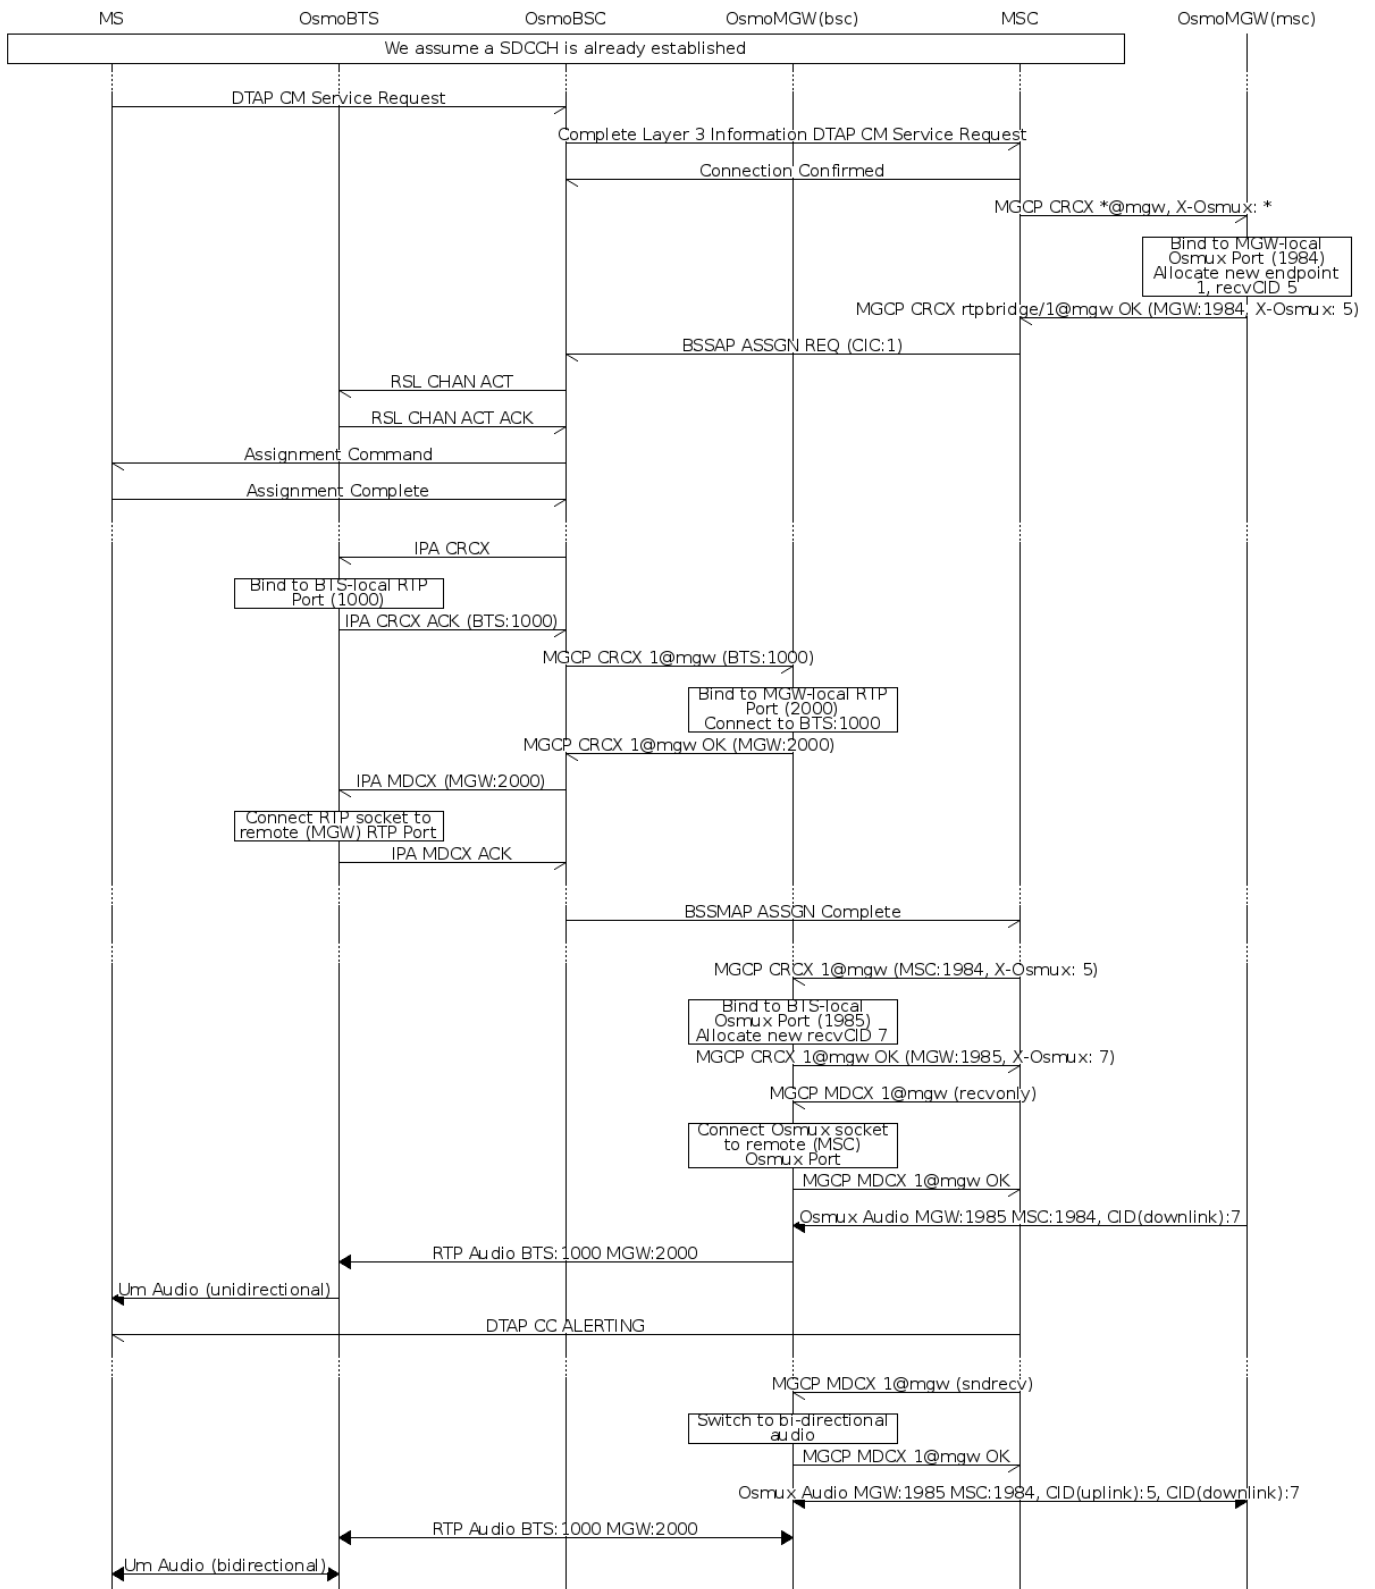 MS OsmoBTS OsmoBSC OsmoMGW(bsc) MSC OsmoMGW(msc)
We assume a SDCCH is already established
DTAP CM Service Request
Complete Layer 3 Information DTAP CM Service Request
Connection Confirmed
MGCP CRCX *@mgw, X-Osmux: *
Bind to MGW-local
Osmux Port (1984)
Allocate new endpoint
1, recvCID 5
MGCP CRCX rtpbridge/1@mgw OK (MGW:1984, X-Osmux: 5)
BSSAP ASSGN REQ (CIC:1)
RSL CHAN ACT
RSL CHAN ACT ACK
Assignment Command
Assignment Complete
IPA CRCX
Bind to BTS-local RTP
Port (1000)
IPA CRCX ACK (BTS:1000)
MGCP CRCX 1@mgw (BTS:1000)
Bind to MGW-local RTP
Port (2000)
Connect to BTS:1000
MGCP CRCX 1@mgw OK (MGW:2000)
IPA MDCX (MGW:2000)
Connect RTP socket to
remote (MGW) RTP Port
IPA MDCX ACK
BSSMAP ASSGN Complete
MGCP CRCX 1@mgw (MSC:1984, X-Osmux: 5)
Bind to BTS-local
Osmux Port (1985)
Allocate new recvCID 7
MGCP CRCX 1@mgw OK (MGW:1985, X-Osmux: 7)
MGCP MDCX 1@mgw (recvonly)
Connect Osmux socket
to remote (MSC)
Osmux Port
MGCP MDCX 1@mgw OK
Osmux Audio MGW:1985 MSC:1984, CID(downlink):7
RTP Audio BTS:1000 MGW:2000
Um Audio (unidirectional)
DTAP CC ALERTING
MGCP MDCX 1@mgw (sndrecv)
Switch to bi-directional
audio
MGCP MDCX 1@mgw OK
Osmux Audio MGW:1985 MSC:1984, CID(uplink):5, CID(downlink):7
RTP Audio BTS:1000 MGW:2000
Um Audio (bidirectional)